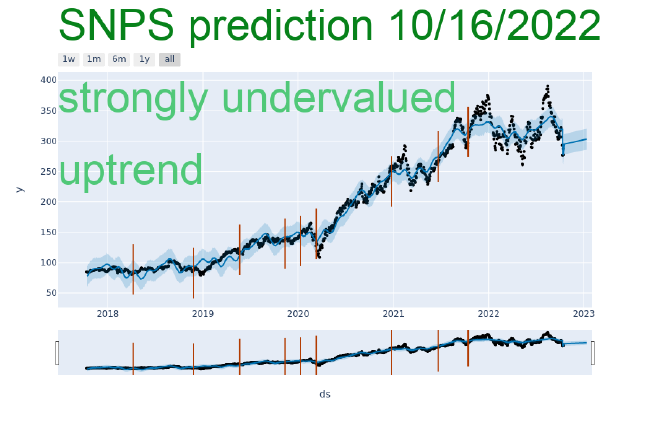 SNPS prediction 10/16/2022
1w 1m 6m 1y all
strongly undervalued
uptrend
400
350
300
250
200
150
100
50
y
2018 2019 2020 2021 2022 2023
ds